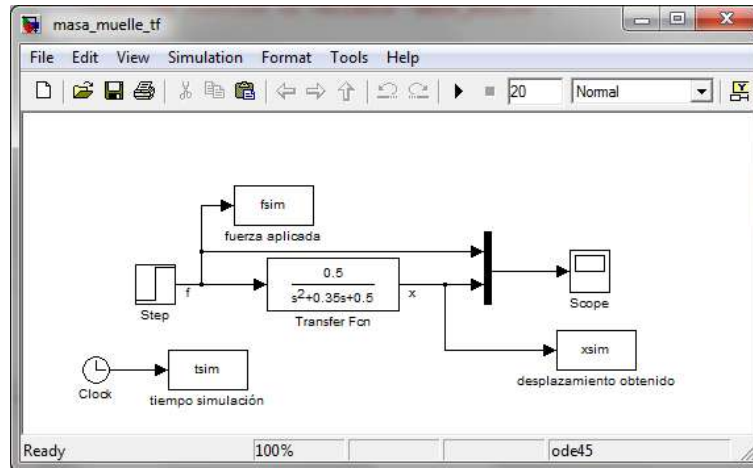 masa_muelle_tf
File Edit View Simulation Format Tools Help
20 Normal
fsim
fuerza aplicada
f
Step
0.5
s²+0.35s+0.5
Transfer Fcn
x
Scope
xsim
desplazamiento obtenido
Clock
tsim
tiempo simulación
Ready 100% ode45